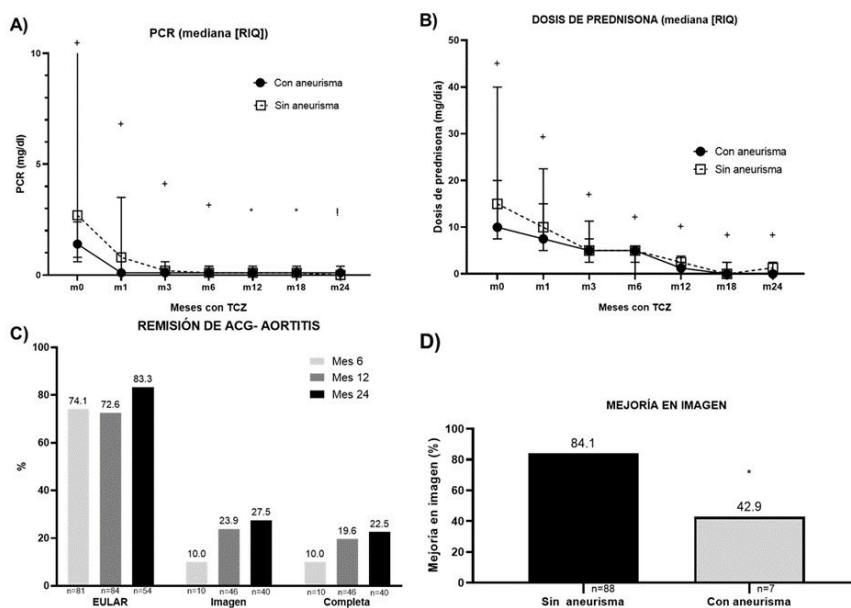 A)
PCR (mediana [RIQ])
10
5
0
PCR (mg/dl)
Con aneurisma
Sin aneurisma
+ + + + * * !
m0 m1 m3 m6 m12 m18 m24
Meses con TCZ
B)
DOSIS DE PREDNISONA (mediana [RIQ)
50
40
30
20
10
0
Dosis de prednisona (mg/día)
Con aneurisma
Sin aneurisma
+ + + + + + +
m0 m1 m3 m6 m12 m18 m24
Meses con TCZ
C)
REMISIÓN DE ACG- AORTITIS
100
80
60
40
20
0
%
Mes 6
Mes 12
Mes 24
74.1 72.6 83.3
10.0 23.9 27.5
10.0 19.6 22.5
n=81 n=84 n=54 n=10 n=46 n=40 n=10 n=46 n=40
EULAR Imagen Completa
D)
MEJORÍA EN IMAGEN
100
80
60
40
20
0
Mejoría en imagen (%)
84.1
*
42.9
n=88 n=7
Sin aneurisma Con aneurisma